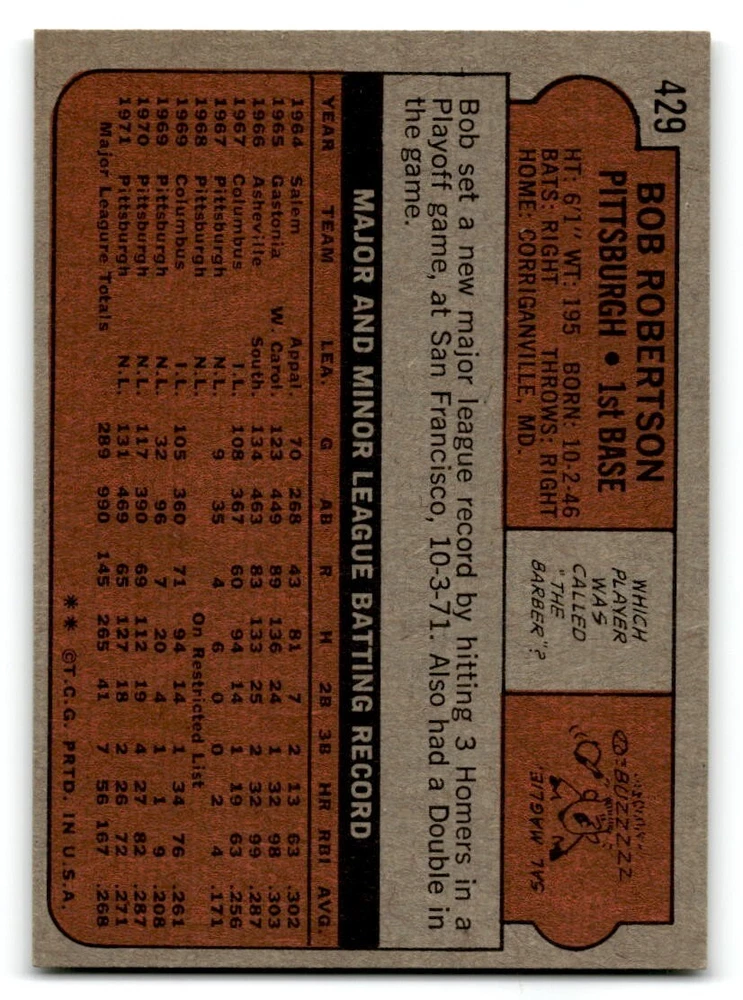 429
BOB ROBERTSON
PITTSBURGH • 1st BASE
HT: 6/1" WT: 195 BORN: 10-2-46
BATS: RIGHT THROWS: RIGHT
HOME: CORRIGANVILLE, MD.
WHICH
PLAYER
WAS
CALLED
"THE
BARBER"?
BUZZZZZZ
SAL MAGLIE.
Bob set a new major league record by hitting 3 Homers in a
Playoff game, at San Francisco, 10-3-71. Also had a Double in
the game.
MAJOR AND MINOR LEAGUE BATTING RECORD
YEAR TEAM LEA. G AB R H 2B 3B HR RBI AVG.
1964 Salem Appal. 70 268 43 81 7 2 13 63 .302
1965 Gastonia W. Carol. 123 449 89 136 24 1 32 98 .303
1966 Asheville South. 134 463 83 133 25 2 32 99 .287
1967 Columbus I.L. 108 367 60 94 14 1 19 63 .256
1967 Pittsburgh N.L. 9 35 4 6 0 0 2 4 .171
1968 Pittsburgh N.L. On Restricted List
1969 Columbus I.L. 105 360 71 94 14 1 34 76 .261
1969 Pittsburgh N.L. 32 96 7 20 4 1 1 9 .208
1970 Pittsburgh N.L. 117 390 69 112 19 4 27 82 .287
1971 Pittsburgh N.L. 131 469 65 127 18 2 26 72 .271
Major League Totals 289 990 145 265 41 7 56 167 .268
** ©T.C.G. PRTD. IN U.S.A.